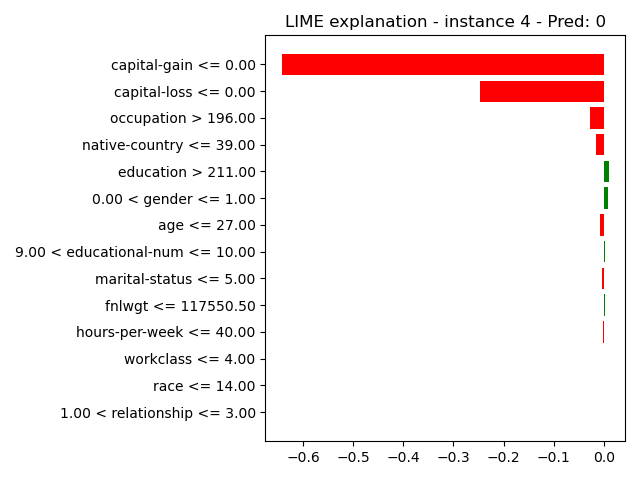 LIME explanation - instance 4 - Pred: 0
capital-gain <= 0.00
capital-loss <= 0.00
occupation > 196.00
native-country <= 39.00
education > 211.00
0.00 < gender <= 1.00
age <= 27.00
9.00 < educational-num <= 10.00
marital-status <= 5.00
fnlwgt <= 117550.50
hours-per-week <= 40.00
workclass <= 4.00
race <= 14.00
1.00 < relationship <= 3.00
−0.6 −0.5 −0.4 −0.3 −0.2 −0.1 0.0